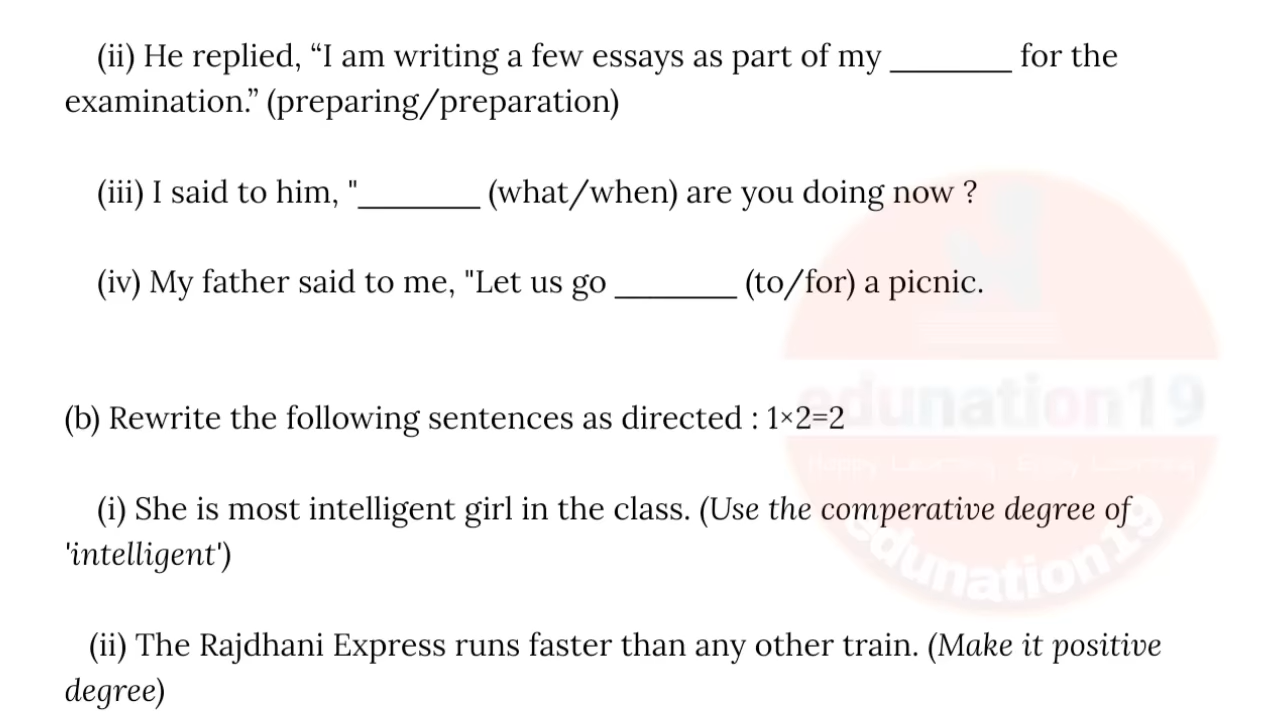 (ii) He replied, “I am writing a few essays as part of my ________ for the
examination.” (preparing/preparation)
(iii) I said to him, "________ (what/when) are you doing now ?
(iv) My father said to me, "Let us go ________ (to/for) a picnic.
edunation19
(b) Rewrite the following sentences as directed : 1×2=2
(i) She is most intelligent girl in the class. (Use the comperative degree of
'intelligent')
edunation19
(ii) The Rajdhani Express runs faster than any other train. (Make it positive
degree)